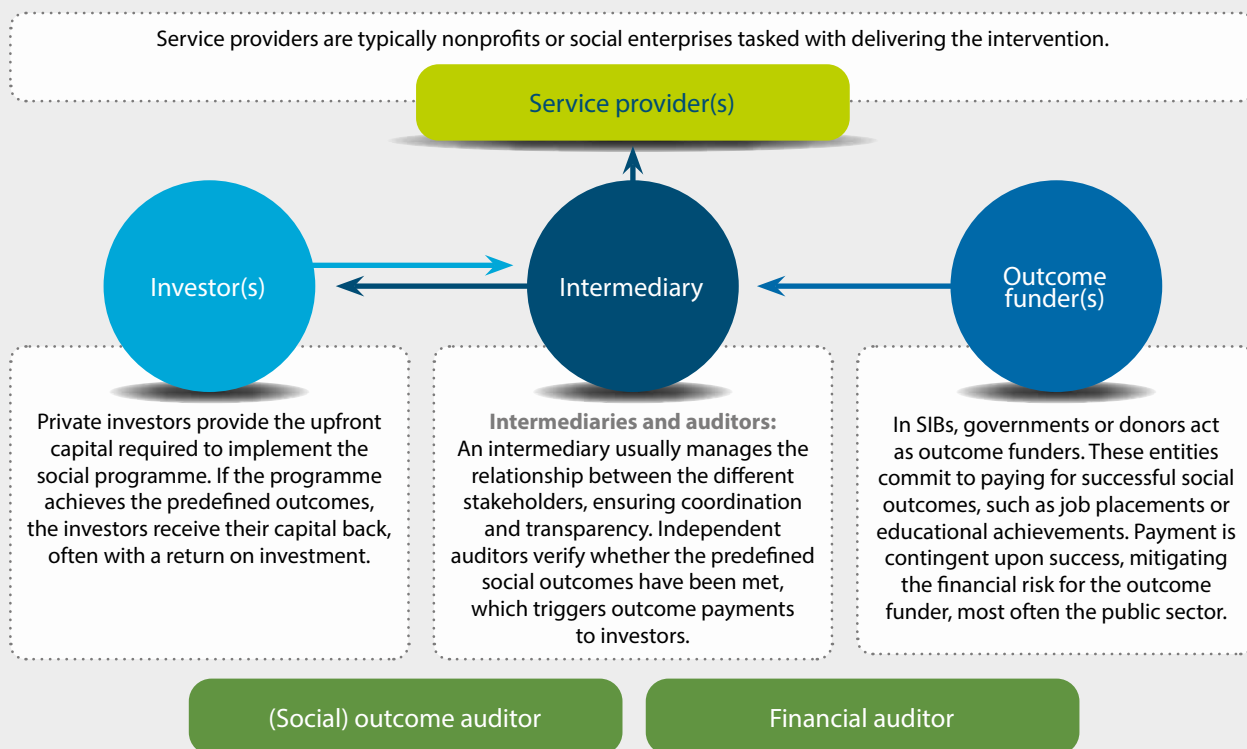 Service providers are typically nonprofits or social enterprises tasked with delivering the intervention.
Service provider(s)
Investor(s)
Intermediary
Outcome
funder(s)
Private investors provide the upfront
capital required to implement the
social programme. If the programme
achieves the predefined outcomes,
the investors receive their capital back,
often with a return on investment.
Intermediaries and auditors:
An intermediary usually manages the
relationship between the different
stakeholders, ensuring coordination
and transparency. Independent
auditors verify whether the predefined
social outcomes have been met,
which triggers outcome payments
to investors.
In SIBs, governments or donors act
as outcome funders. These entities
commit to paying for successful social
outcomes, such as job placements or
educational achievements. Payment is
contingent upon success, mitigating
the financial risk for the outcome
funder, most often the public sector.
(Social) outcome auditor
Financial auditor